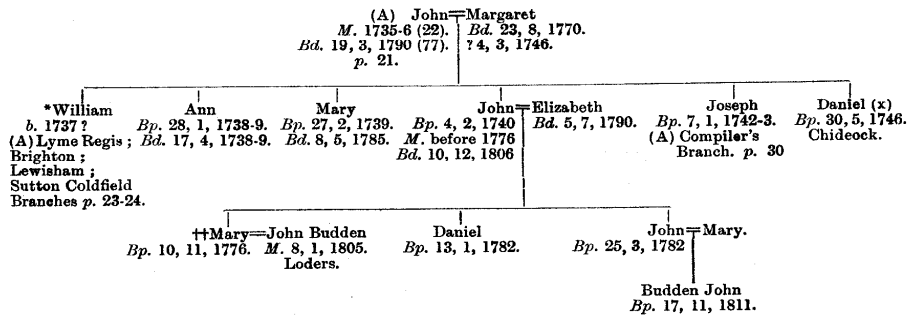 (A) John=Margaret
M. 1735-6 (22). Bd. 23, 8, 1770.
Bd. 19, 3, 1790 (77). ? 4, 3, 1746.
p. 21.
*William
b. 1737 ?
(A) Lyme Regis ;
Brighton ;
Lewisham ;
Sutton Coldfield
Branches p. 23-24.
Ann
Bp. 28, 1, 1738-9.
Bd. 17, 4, 1738-9.
Mary
Bp. 27, 2, 1739.
Bd. 8, 5, 1785.
John=Elizabeth
Bp. 4, 2, 1740 Bd. 5, 7, 1790.
M. before 1776
Bd. 10, 12, 1806
Joseph
Bp. 7, 1, 1742-3.
(A) Compiler's
Branch. p. 30
Daniel (x)
Bp. 30, 5, 1746.
Chideock.
††Mary=John Budden
Bp. 10, 11, 1776. M. 8, 1, 1805.
Loders.
Daniel
Bp. 13, 1, 1782.
John=Mary.
Bp. 25, 3, 1782
Budden John
Bp. 17, 11, 1811.